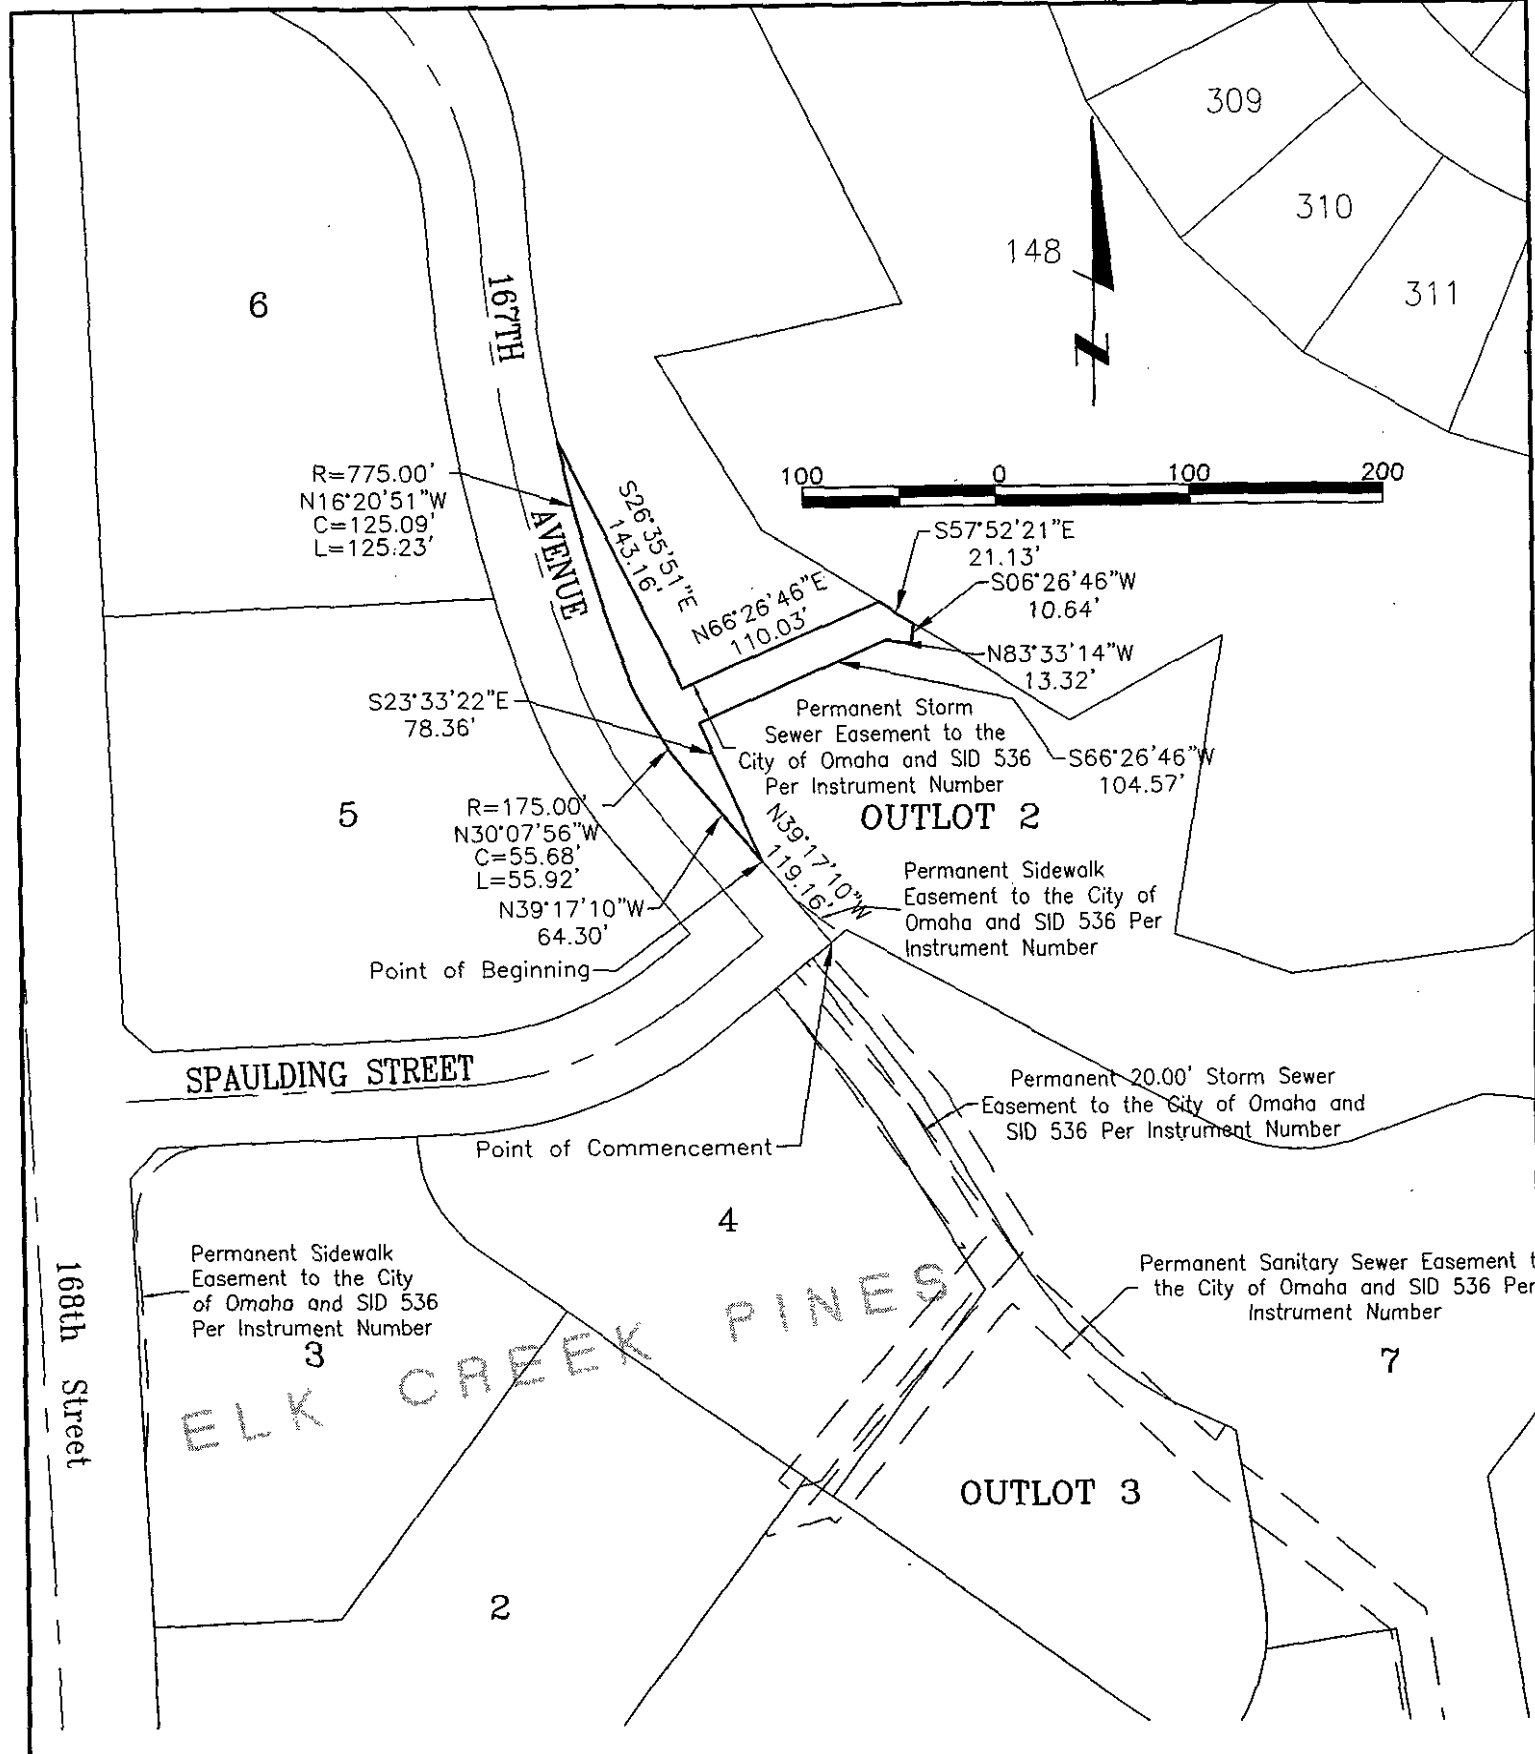 309
310
148
311
6
167TH
AVENUE
R=775.00'
N16°20'51"W
C=125.09'
L=125.23'
S26°35'51"E
143.16'
100 0 100 200
S57°52'21"E
21.13'
S06°26'46"W
10.64'
N66°26'46"E
110.03'
N83°33'14"W
13.32'
S23°33'22"E
78.36'
Permanent Storm
Sewer Easement to the
City of Omaha and SID 536
Per Instrument Number
S66°26'46"W
104.57'
5
R=175.00'
N30°07'56"W
C=55.68'
L=55.92'
N39°17'10"W
64.30'
N39°17'10"W
119.16'
OUTLOT 2
Permanent Sidewalk
Easement to the City of
Omaha and SID 536 Per
Instrument Number
Point of Beginning
SPAULDING STREET
Permanent 20.00' Storm Sewer
Easement to the City of Omaha and
SID 536 Per Instrument Number
Point of Commencement
4
168th Street
Permanent Sidewalk
Easement to the City
of Omaha and SID 536
Per Instrument Number
3
Permanent Sanitary Sewer Easement t
the City of Omaha and SID 536 Per
Instrument Number
7
ELK CREEK PINES
OUTLOT 3
2
N